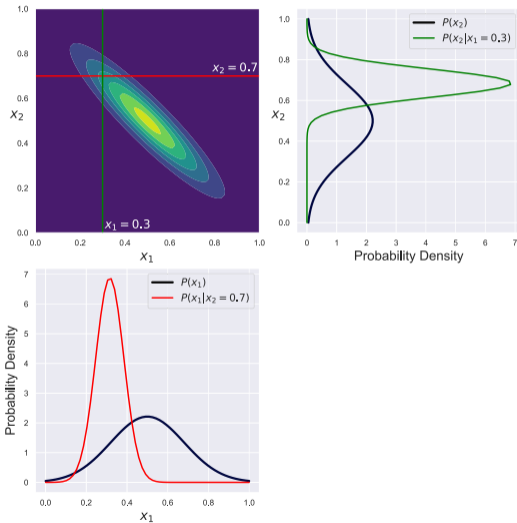 1.0
0.8
0.6
0.4
0.2
0.0
x₂
x₂ = 0.7
x₁ = 0.3
0.0 0.2 0.4 0.6 0.8 1.0
x₁
1.0
0.8
0.6
0.4
0.2
0.0
x₂
P(x₂)
P(x₂|x₁ = 0.3)
0 1 2 3 4 5 6 7
Probability Density
7
6
5
4
3
2
1
0
Probability Density
P(x₁)
P(x₁|x₂ = 0.7)
0.0 0.2 0.4 0.6 0.8 1.0
x₁